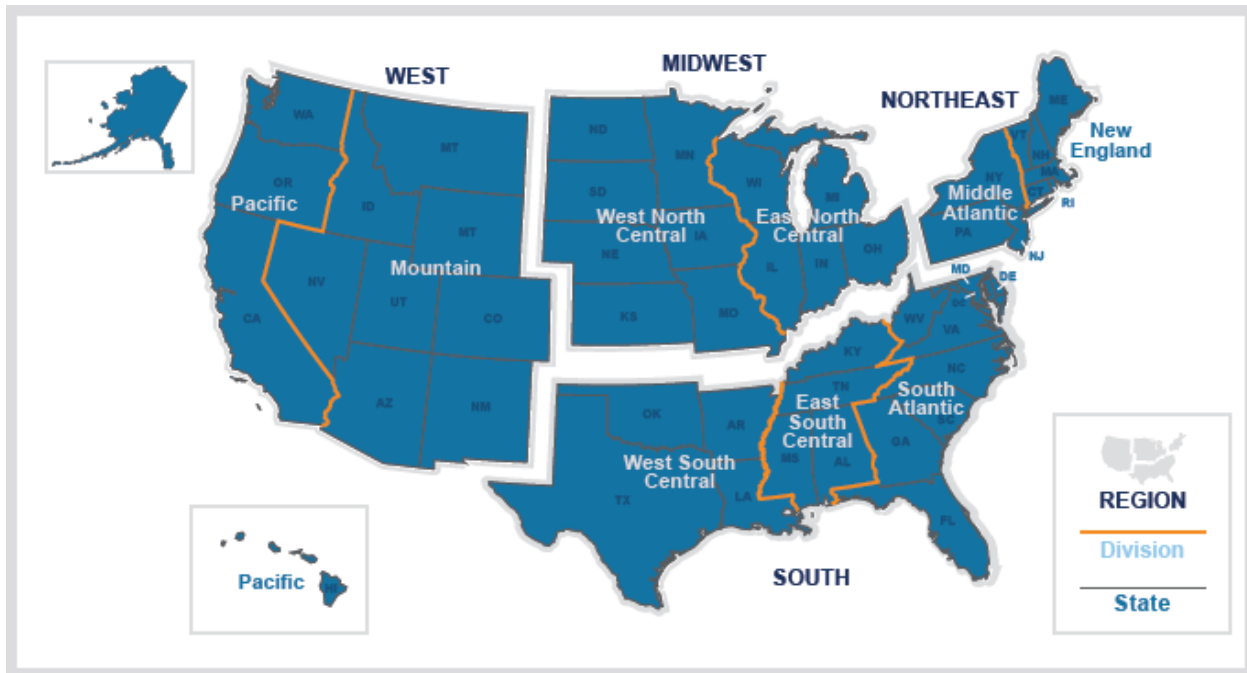 WEST
MIDWEST
NORTHEAST
New
England
Pacific
Mountain
West North
Central
East North
Central
Middle
Atlantic
West South
Central
East
South
Central
South
Atlantic
SOUTH
Pacific
WA
OR
CA
ID
NV
MT
MT
UT
CO
AZ
NM
ND
SD
NE
KS
MN
IA
MO
WI
IL
IN
MI
OH
NY
PA
VT
NH
ME
MA
CT
RI
NJ
MD
DE
DC
WV
VA
KY
TN
NC
SC
GA
FL
MS
AL
OK
AR
TX
LA
HI
REGION
Division
State